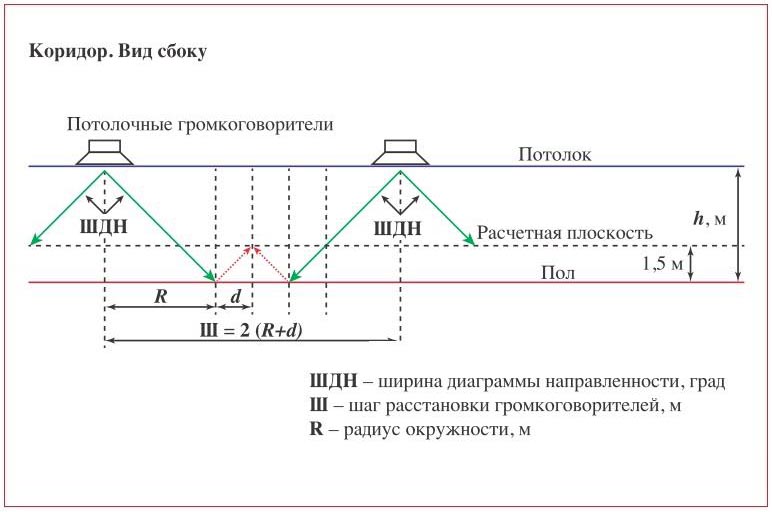 Коридор. Вид сбоку
Потолочные громкоговорители
Потолок
ШДН
ШДН
h, м
Расчетная плоскость
1,5 м
Пол
R
d
Ш = 2 (R+d)
ШДН – ширина диаграммы направленности, град
Ш – шаг расстановки громкоговорителей, м
R – радиус окружности, м